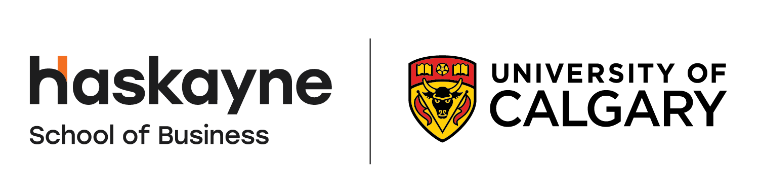 haskayne
School of Business
UNIVERSITY OF
CALGARY